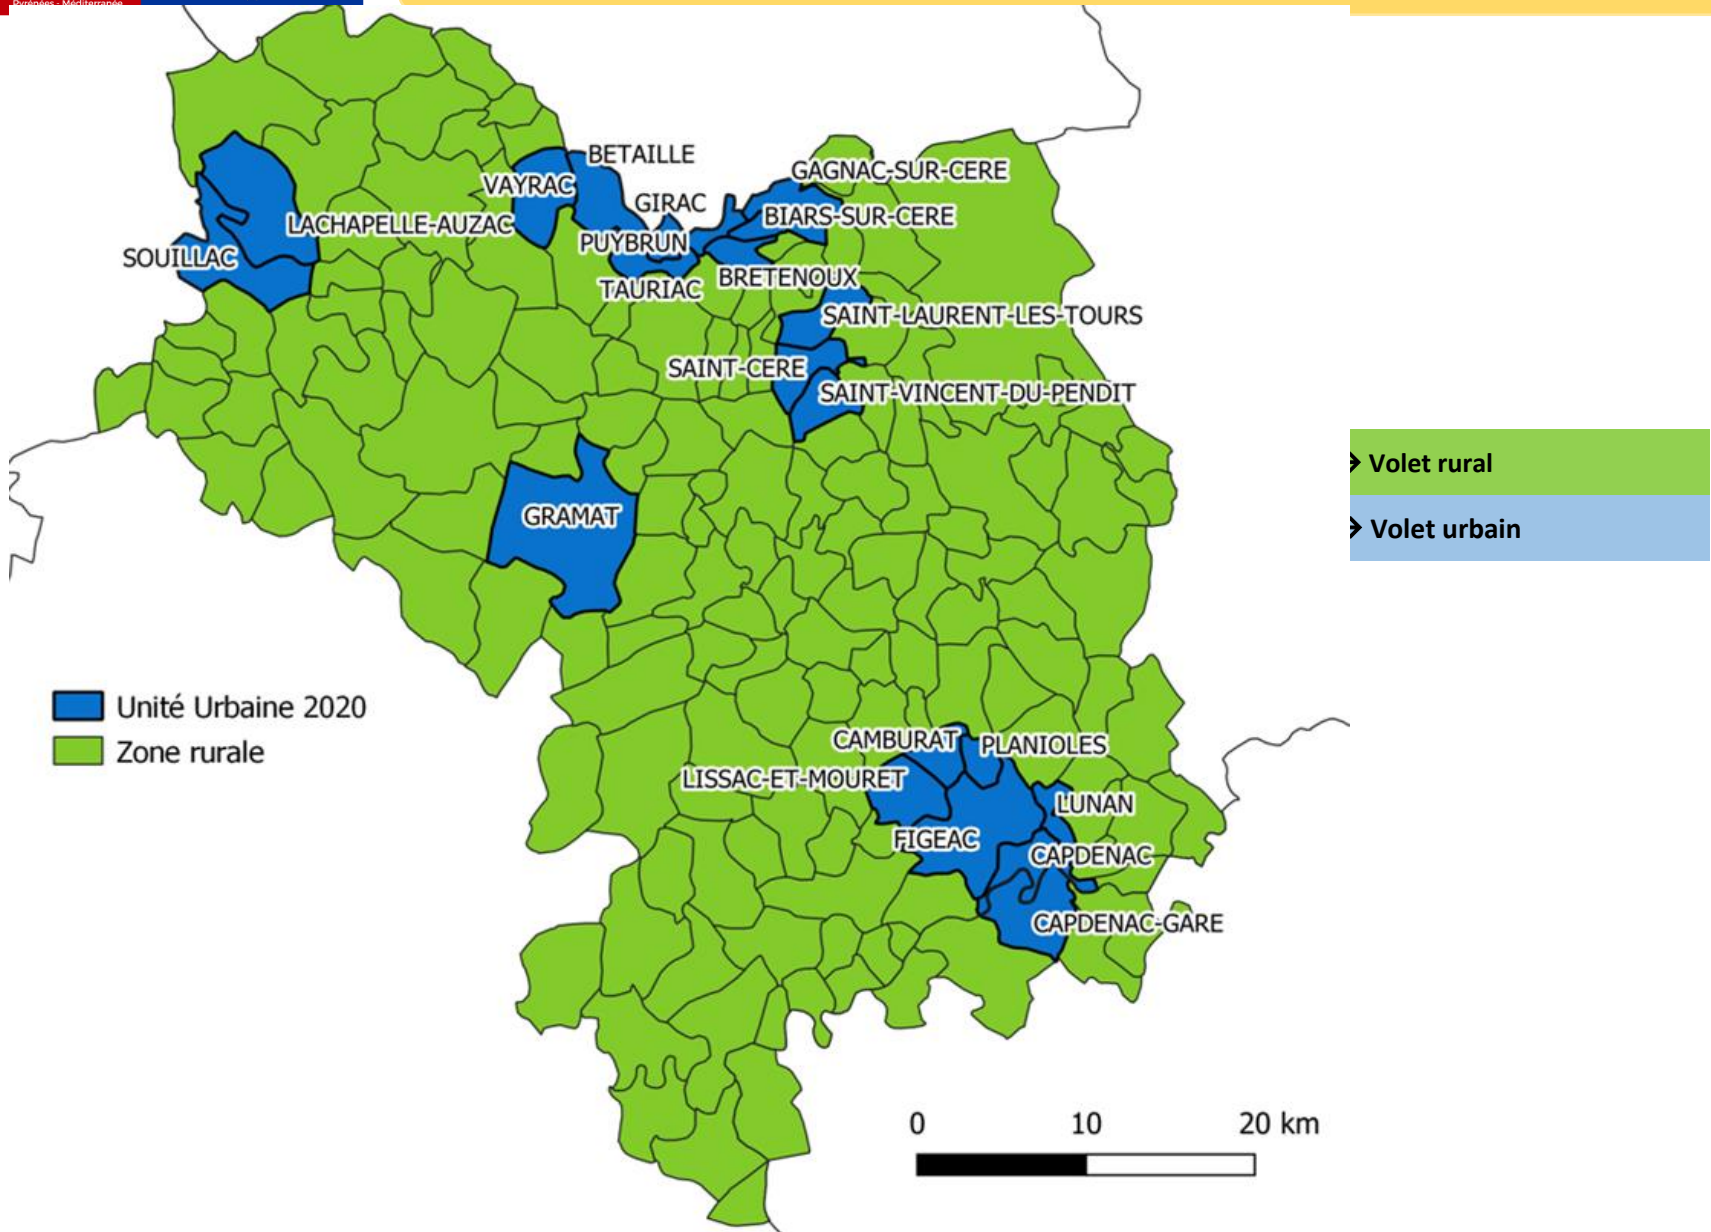 Pyrénées - Méditerranée
BETAILLE
VAYRAC
GAGNAC-SUR-CERE
GIRAC
BIARS-SUR-CERE
LACHAPELLE-AUZAC
PUYBRUN
SOUILLAC
BRETENOUX
TAURIAC
SAINT-LAURENT-LES-TOURS
SAINT-CERE
SAINT-VINCENT-DU-PENDIT
GRAMAT
→ Volet rural
→ Volet urbain
Unité Urbaine 2020
Zone rurale
CAMBURAT
PLANIOLES
LISSAC-ET-MOURET
LUNAN
FIGEAC
CAPDENAC
CAPDENAC-GARE
0 10 20 km